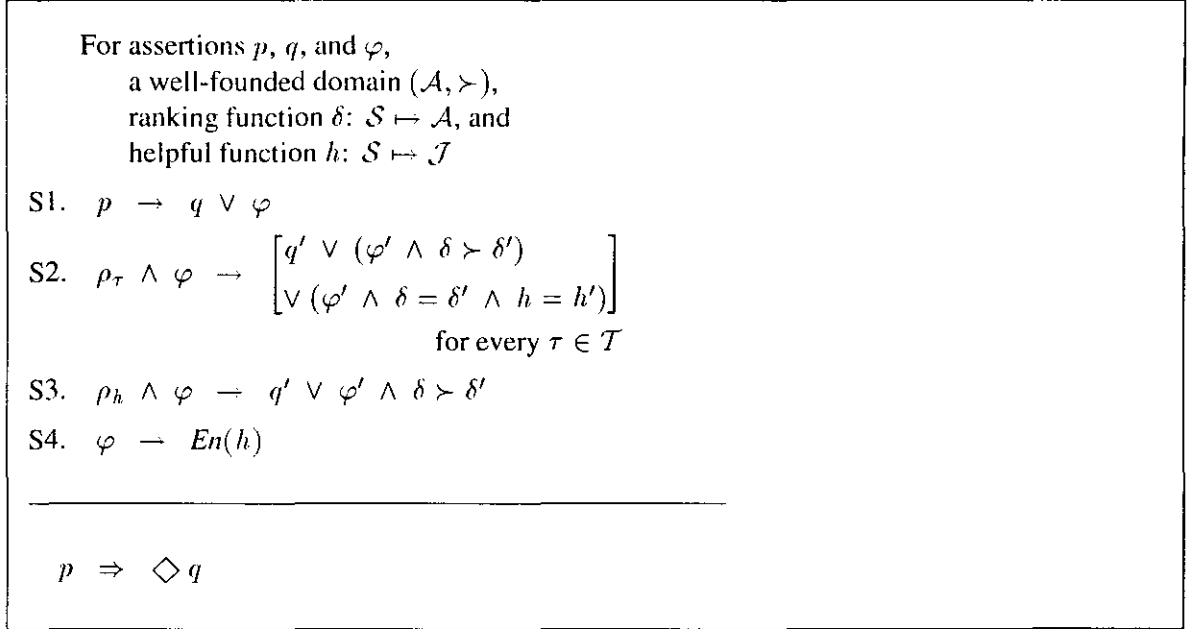 For assertions p, q, and φ,
a well-founded domain (𝒜, ≻),
ranking function δ: 𝒮 ↦ 𝒜, and
helpful function h: 𝒮 ↦ 𝒥
S1. p → q ∨ φ
S2. ρ_τ ∧ φ → [q′ ∨ (φ′ ∧ δ ≻ δ′)
∨ (φ′ ∧ δ = δ′ ∧ h = h′)]
for every τ ∈ 𝒯
S3. ρ_h ∧ φ → q′ ∨ φ′ ∧ δ ≻ δ′
S4. φ → En(h)
p ⇒ ◇ q